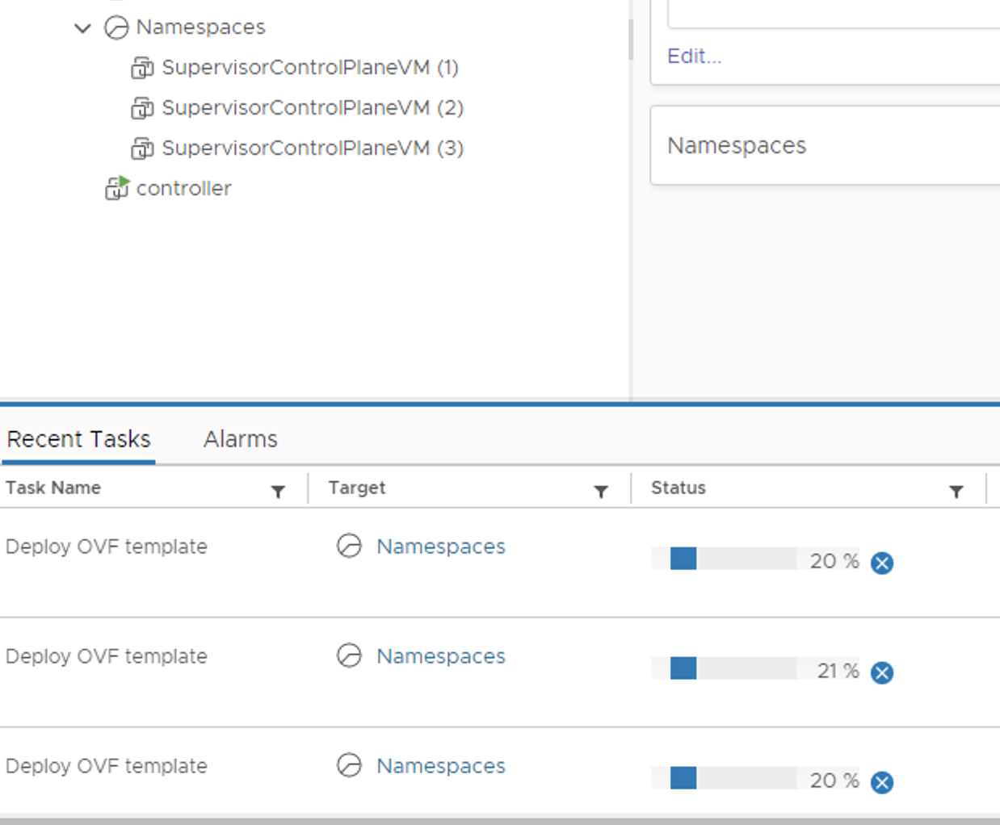 Namespaces
SupervisorControlPlaneVM (1)
SupervisorControlPlaneVM (2)
SupervisorControlPlaneVM (3)
controller
Edit...
Namespaces
Recent Tasks Alarms
Task Name Target Status
Deploy OVF template Namespaces 20 %
Deploy OVF template Namespaces 21 %
Deploy OVF template Namespaces 20 %